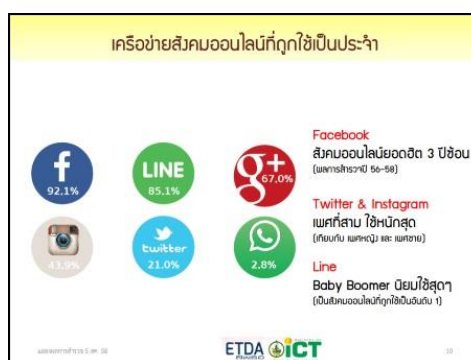 เครือข่ายสังคมออนไลน์ที่ถูกใช้เป็นประจำ
f
92.1%
LINE
85.1%
g+
67.0%
43.9%
twitter
21.0%
2.8%
Facebook
สังคมออนไลน์ยอดฮิต 3 ปีซ้อน
(ผลการสำรวจปี 56-58)
Twitter & Instagram
เพศที่สาม ใช้หนักสุด
(เทียบกับ เพศหญิง และ เพศชาย)
Line
Baby Boomer นิยมใช้สุดๆ
(เป็นสังคมออนไลน์ที่ถูกใช้เป็นอันดับ 1)
ETDA ICT